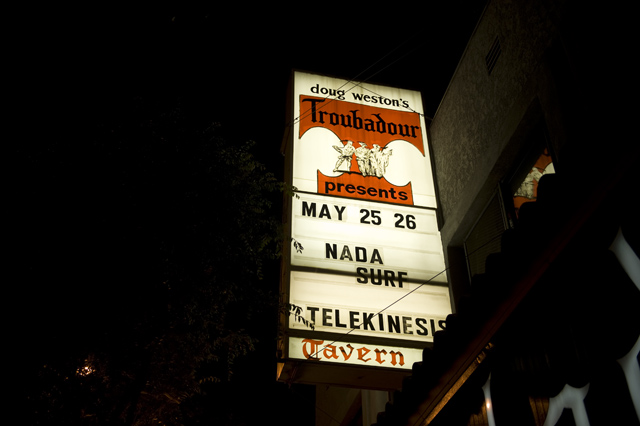 doug weston's
Troubadour
presents
MAY 25 26
NADA
SURF
TELEKINESIS
Tavern